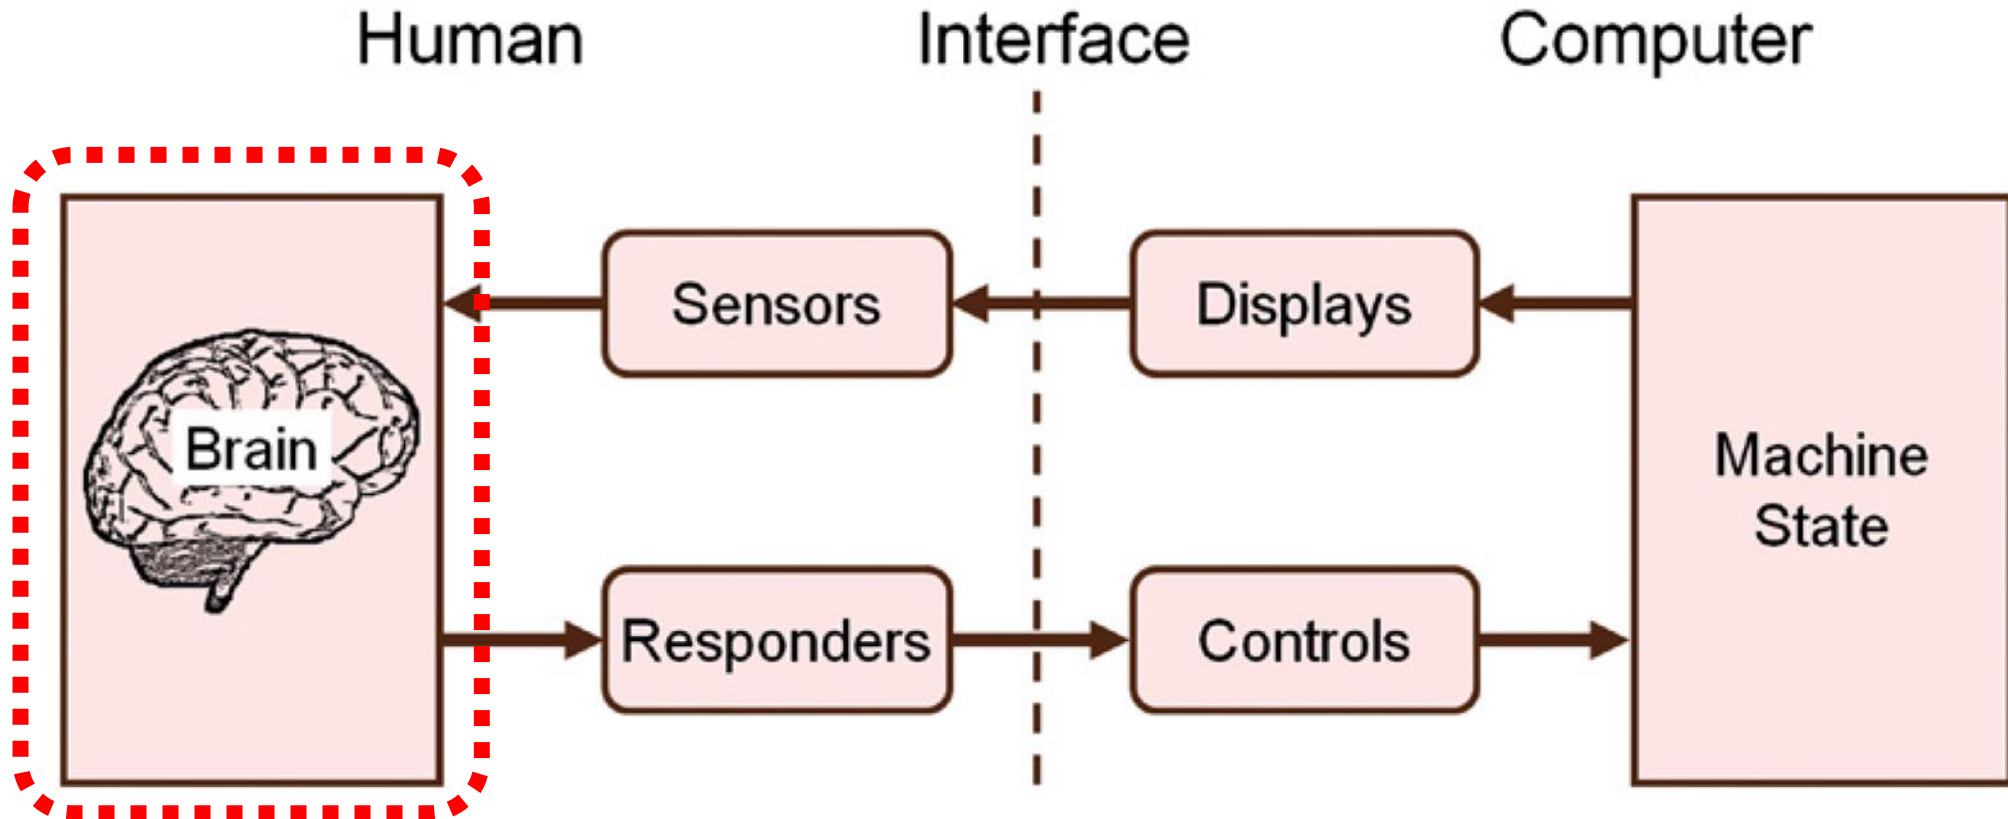 Human Interface Computer
Sensors Displays
Brain
Machine
State
Responders Controls